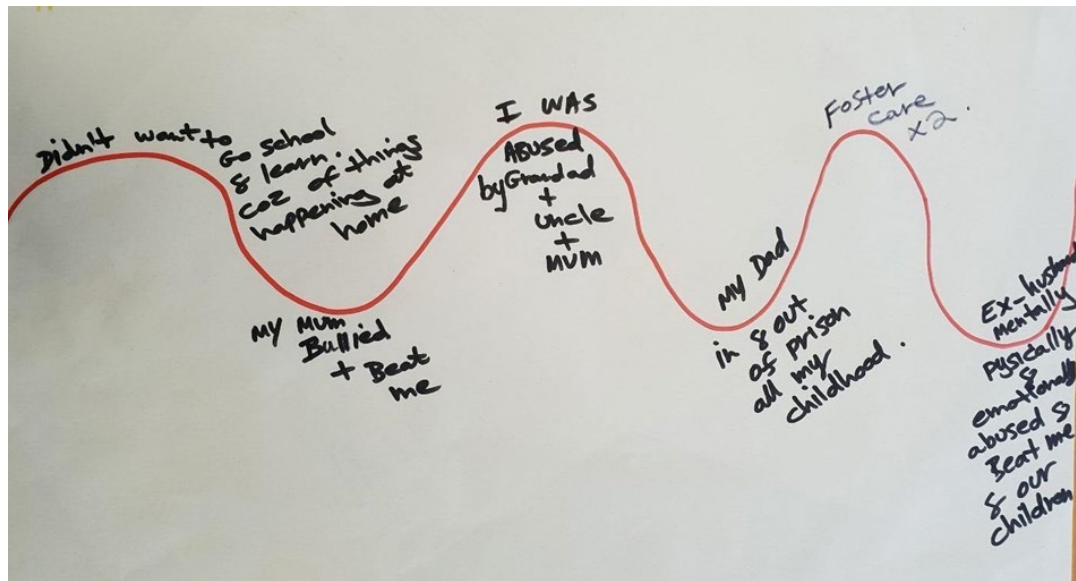 Didn't want to
Go school
& learn.
coz of things
happening at
home
My Mum
Bullied
+ Beat
me
I WAS
ABUSED
by Grandad
+
uncle
+
MUM
My Dad
in & out
of prison
all my
childhood.
Foster
care
x2.
Ex-husband
mentally
pysically
&
emotionally
abused &
Beat me
& our
children